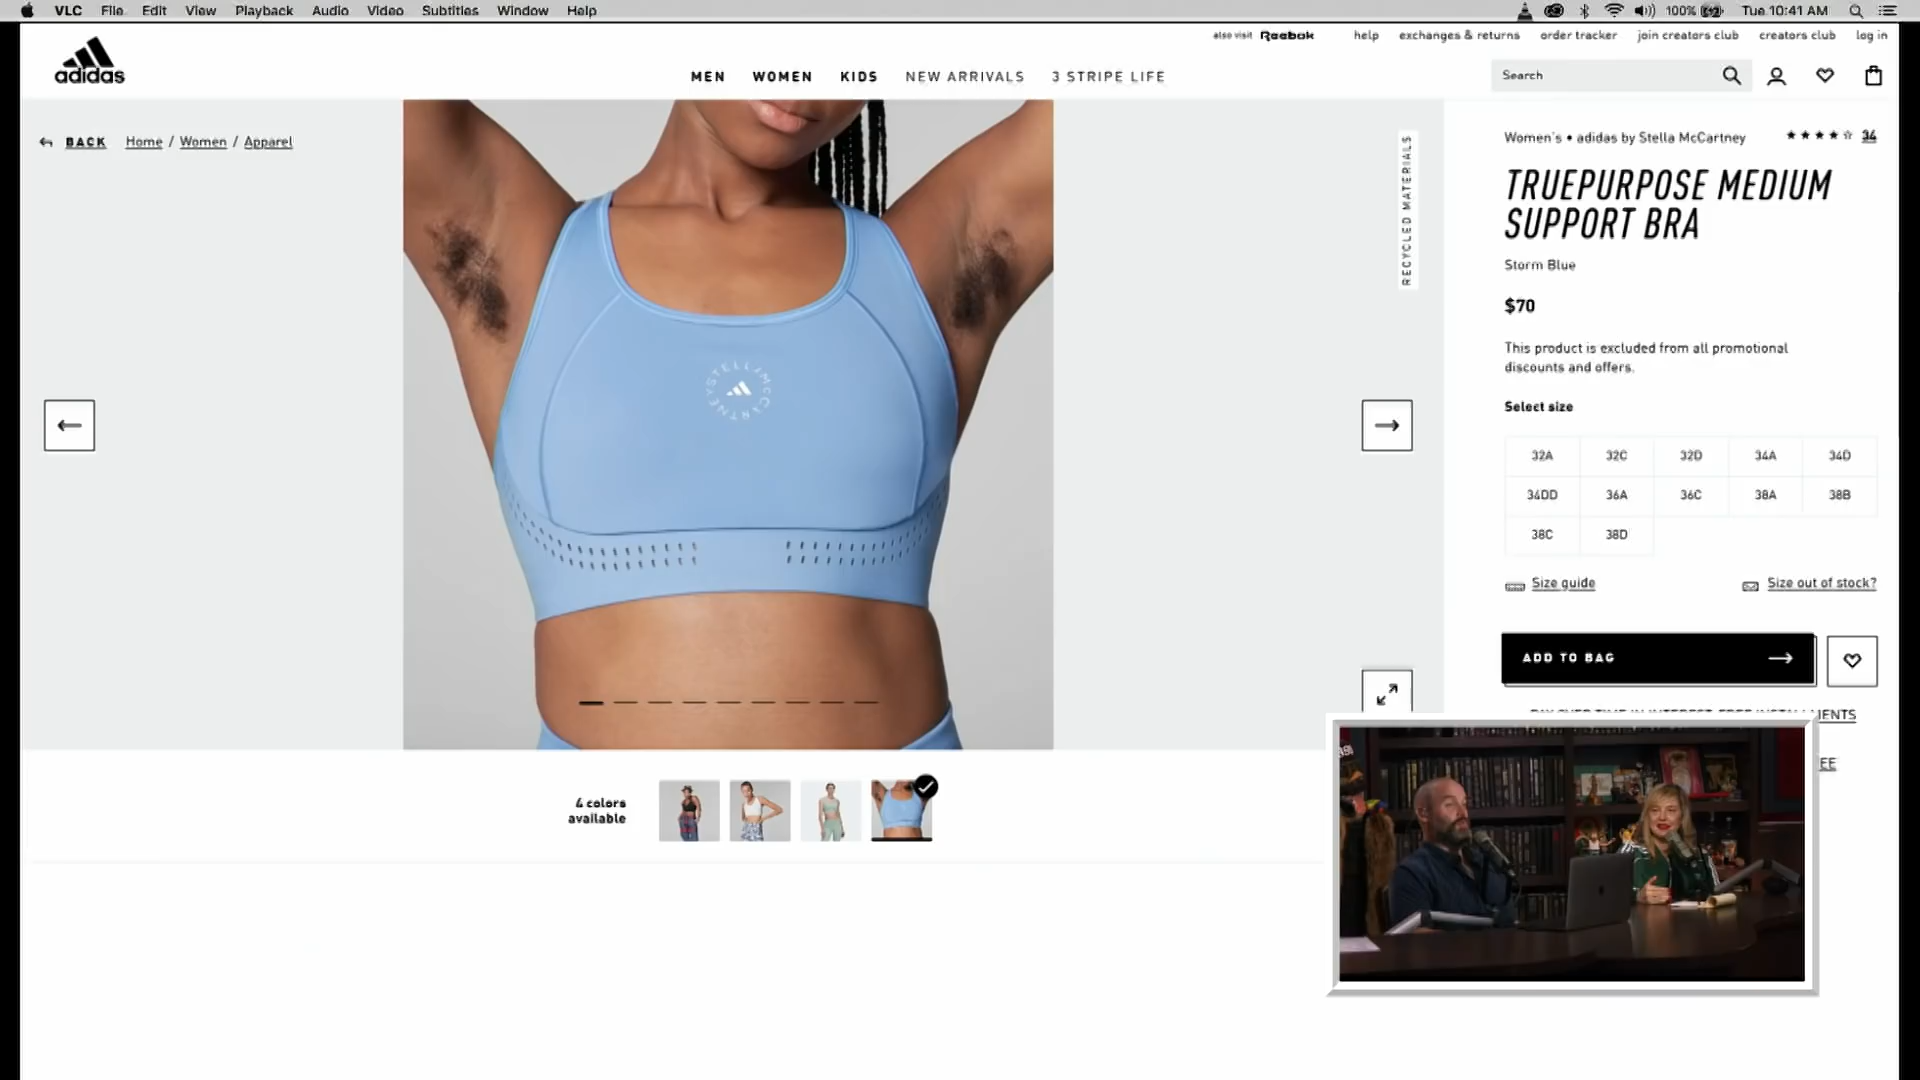 VLC File Edit View Playback Audio Video Subtitles Window Help 100% Tue 10:41 AM
also visit Reebok help exchanges & returns order tracker join creators club creators club log in
adidas
MEN WOMEN KIDS NEW ARRIVALS 3 STRIPE LIFE
Search
BACK Home / Women / Apparel
RECYCLED MATERIALS
STELLAMCCARTNEY
Women's • adidas by Stella McCartney 34
TRUEPURPOSE MEDIUM
SUPPORT BRA
Storm Blue
$70
This product is excluded from all promotional
discounts and offers.
Select size
32A 32C 32D 34A 34D
34DD 36A 36C 38A 38B
38C 38D
Size guide Size out of stock?
ADD TO BAG
4 colors
available